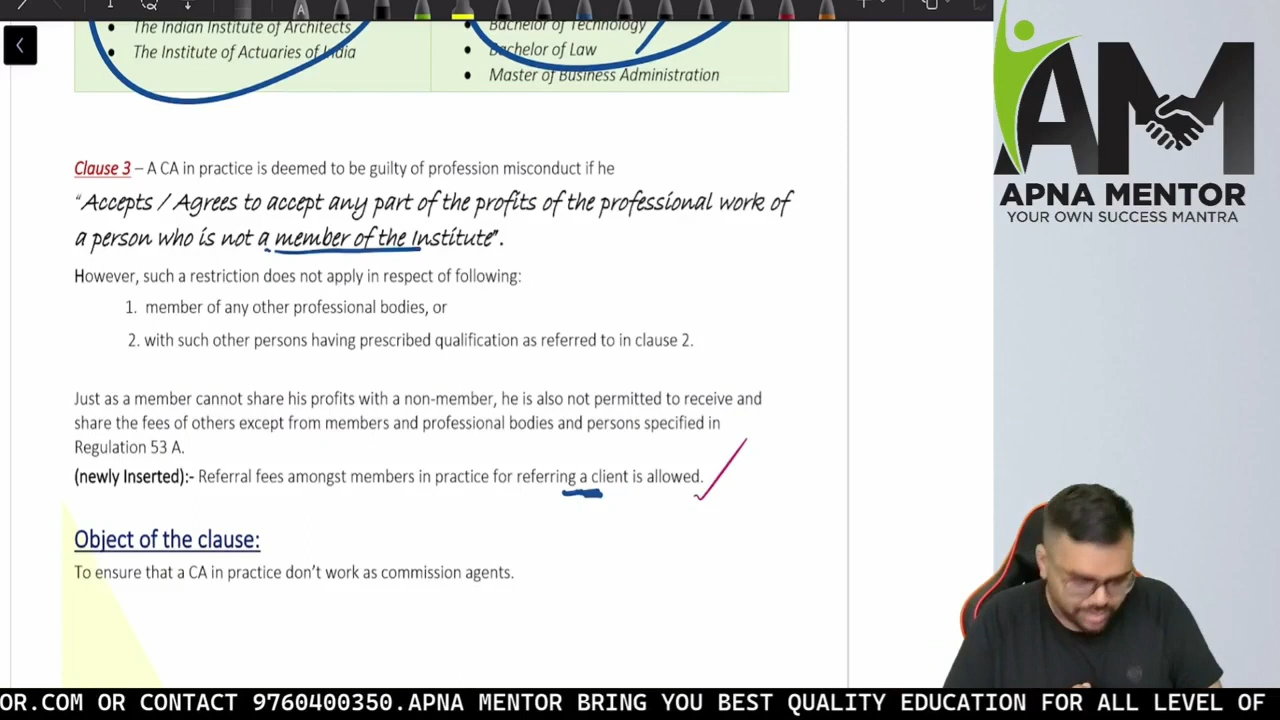 The Indian Institute of Architects
The Institute of Actuaries of India
Bachelor of Technology
Bachelor of Law
Master of Business Administration
Clause 3 – A CA in practice is deemed to be guilty of profession misconduct if he
"Accepts / Agrees to accept any part of the profits of the professional work of
a person who is not a member of the Institute".
However, such a restriction does not apply in respect of following:
1. member of any other professional bodies, or
2. with such other persons having prescribed qualification as referred to in clause 2.
Just as a member cannot share his profits with a non-member, he is also not permitted to receive and
share the fees of others except from members and professional bodies and persons specified in
Regulation 53 A.
(newly Inserted):- Referral fees amongst members in practice for referring a client is allowed.
Object of the clause:
To ensure that a CA in practice don't work as commission agents.
AM
APNA MENTOR
YOUR OWN SUCCESS MANTRA
OR.COM OR CONTACT 9760400350.APNA MENTOR BRING YOU BEST QUALITY EDUCATION FOR ALL LEVEL OF